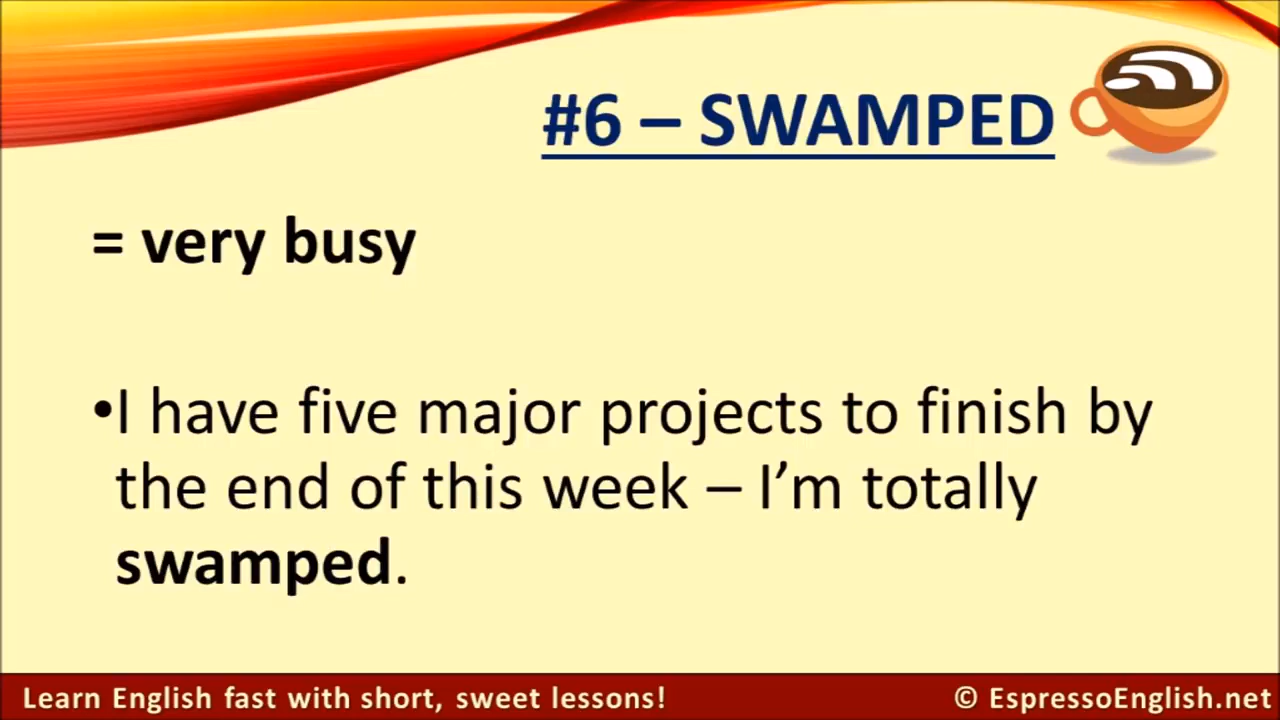 #6 – SWAMPED
= very busy
•I have five major projects to finish by
the end of this week – I’m totally
swamped.
Learn English fast with short, sweet lessons!
© EspressoEnglish.net